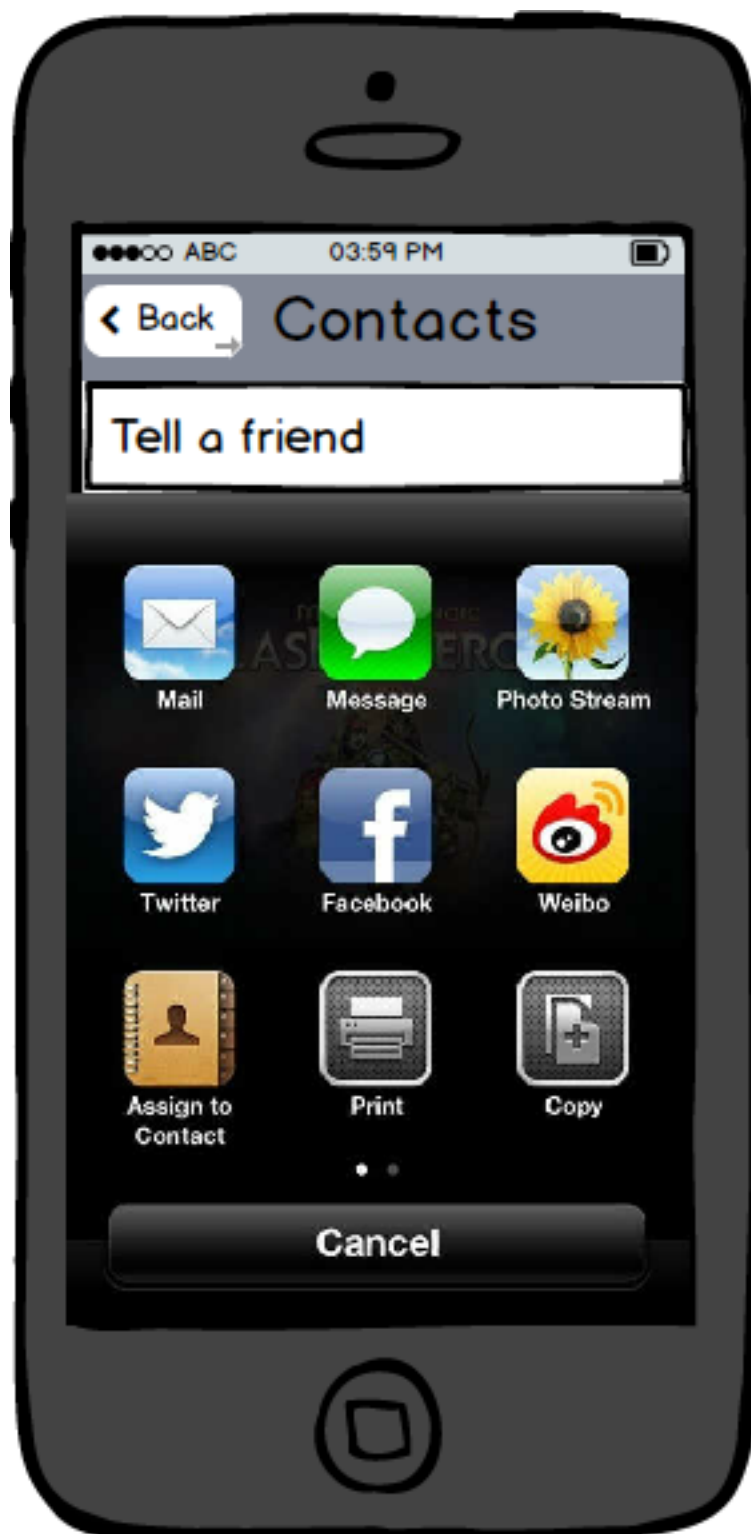 ABC 03:59 PM
Back Contacts
Tell a friend
Mail Message Photo Stream
Twitter Facebook Weibo
Assign to Print Copy
Contact
Cancel